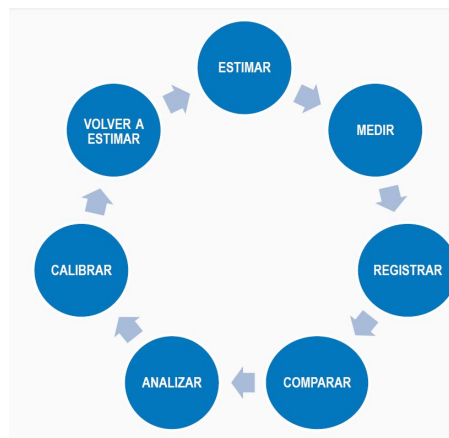 ESTIMAR
MEDIR
REGISTRAR
COMPARAR
ANALIZAR
CALIBRAR
VOLVER A
ESTIMAR